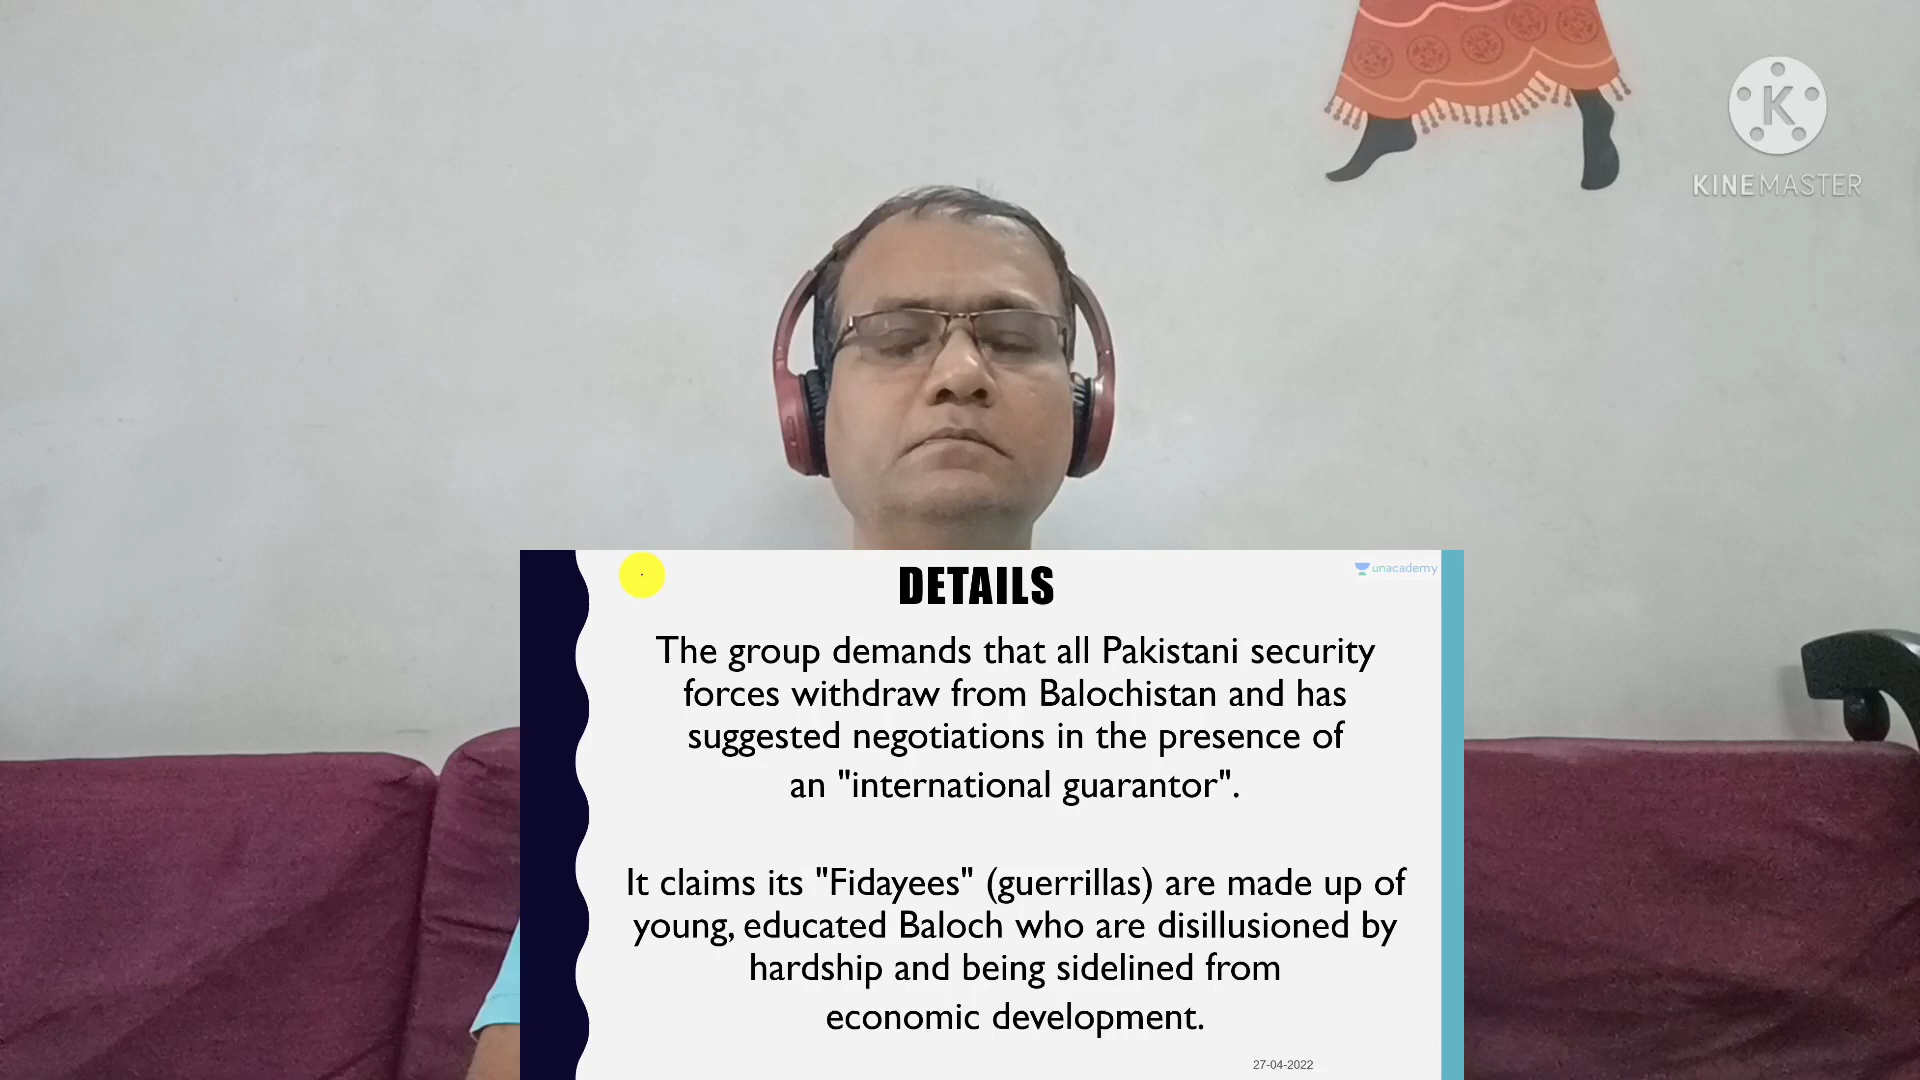 K
KINEMASTER
unacademy
DETAILS
The group demands that all Pakistani security
forces withdraw from Balochistan and has
suggested negotiations in the presence of
an "international guarantor".
It claims its "Fidayees" (guerrillas) are made up of
young, educated Baloch who are disillusioned by
hardship and being sidelined from
economic development.
27-04-2022